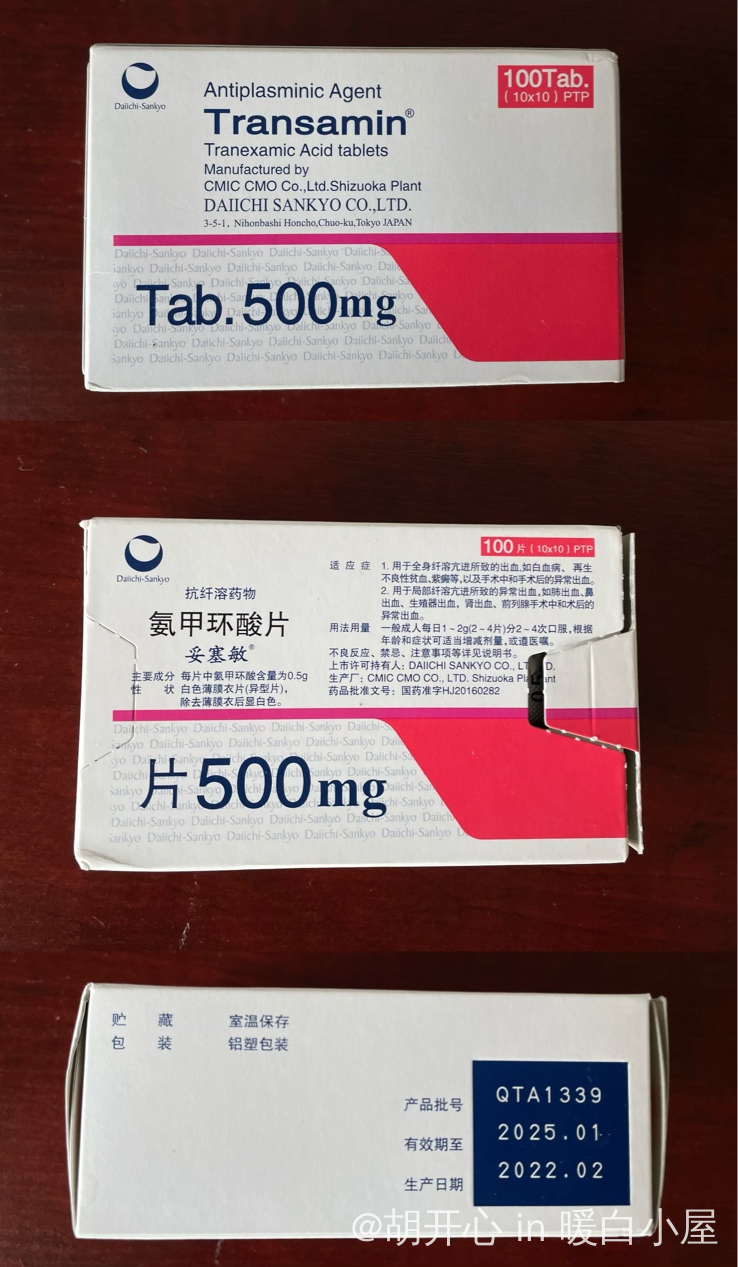 Daiichi-Sankyo
Antiplasminic Agent
Transamin®
Tranexamic Acid tablets
Manufactured by
CMIC CMO Co.,Ltd.Shizuoka Plant
DAIICHI SANKYO CO.,LTD.
3-5-1, Nihonbashi Honcho,Chuo-ku,Tokyo JAPAN
100Tab.
(10x10) PTP
Tab.500mg
Daiichi-Sankyo
抗纤溶药物
氨甲环酸片
妥塞敏®
主要成分 每片中氨甲环酸含量为0.5g
性 状 白色薄膜衣片(异型片),
除去薄膜衣后显白色。
100片(10x10) PTP
适应症 1. 用于全身纤溶亢进所致的出血,如白血病、再生
不良性贫血、紫癜等,以及手术中和手术后的异常出血。
2. 用于局部纤溶亢进所致的异常出血,如肺出血、鼻
出血、生殖器出血,肾出血、前列腺手术中和术后的
异常出血。
用法用量 一般成人每日1~2g(2~4片)分2~4次口服,根据
年龄和症状可适当增减剂量,或遵医嘱。
不良反应、禁忌、注意事项等详见说明书。
上市许可持有人: DAIICHI SANKYO CO., LTD.
生产厂: CMIC CMO CO., LTD. Shizuoka Plant
药品批准文号: 国药准字HJ20160282
片500mg
贮 藏 室温保存
包 装 铝塑包装
产品批号 QTA1339
有效期至 2025.01
生产日期 2022.02
@胡开心 in 暖白小屋